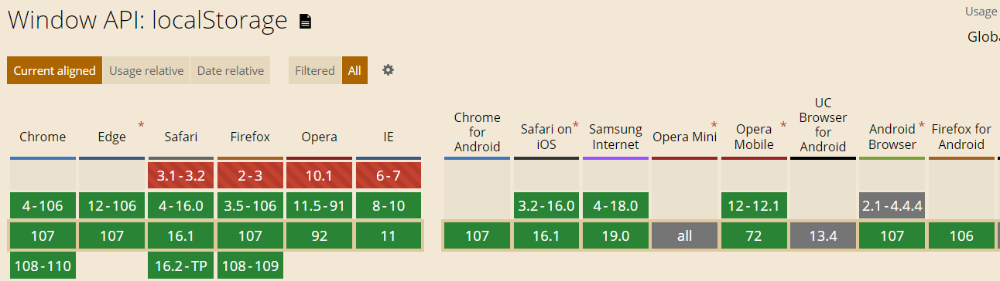 Usage
Window API: localStorage
Globa
Current aligned Usage relative Date relative Filtered All
Chrome Edge * Safari Firefox Opera IE Chrome for Android Safari on iOS * Samsung Internet Opera Mini * Opera Mobile * UC Browser for Android Android Browser * Firefox for Android
3.1-3.2 2-3 10.1 6-7
4-106 12-106 4-16.0 3.5-106 11.5-91 8-10 3.2-16.0 4-18.0 12-12.1 2.1-4.4.4
107 107 16.1 107 92 11 107 16.1 19.0 all 72 13.4 107 106
108-110 16.2-TP 108-109